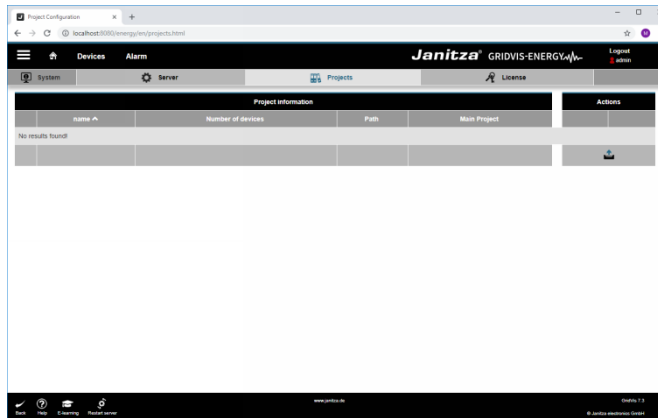 Project Configuration
localhost:8080/energy/en/projects.html
Devices Alarm
Janitza® GRIDVIS-ENERGY
Logout
admin
System Server Projects License
Project information Actions
name Number of devices Path Main Project
No results found!
Back Help E-learning Restart server
www.janitza.de
GridVis 7.3
© Janitza electronics GmbH